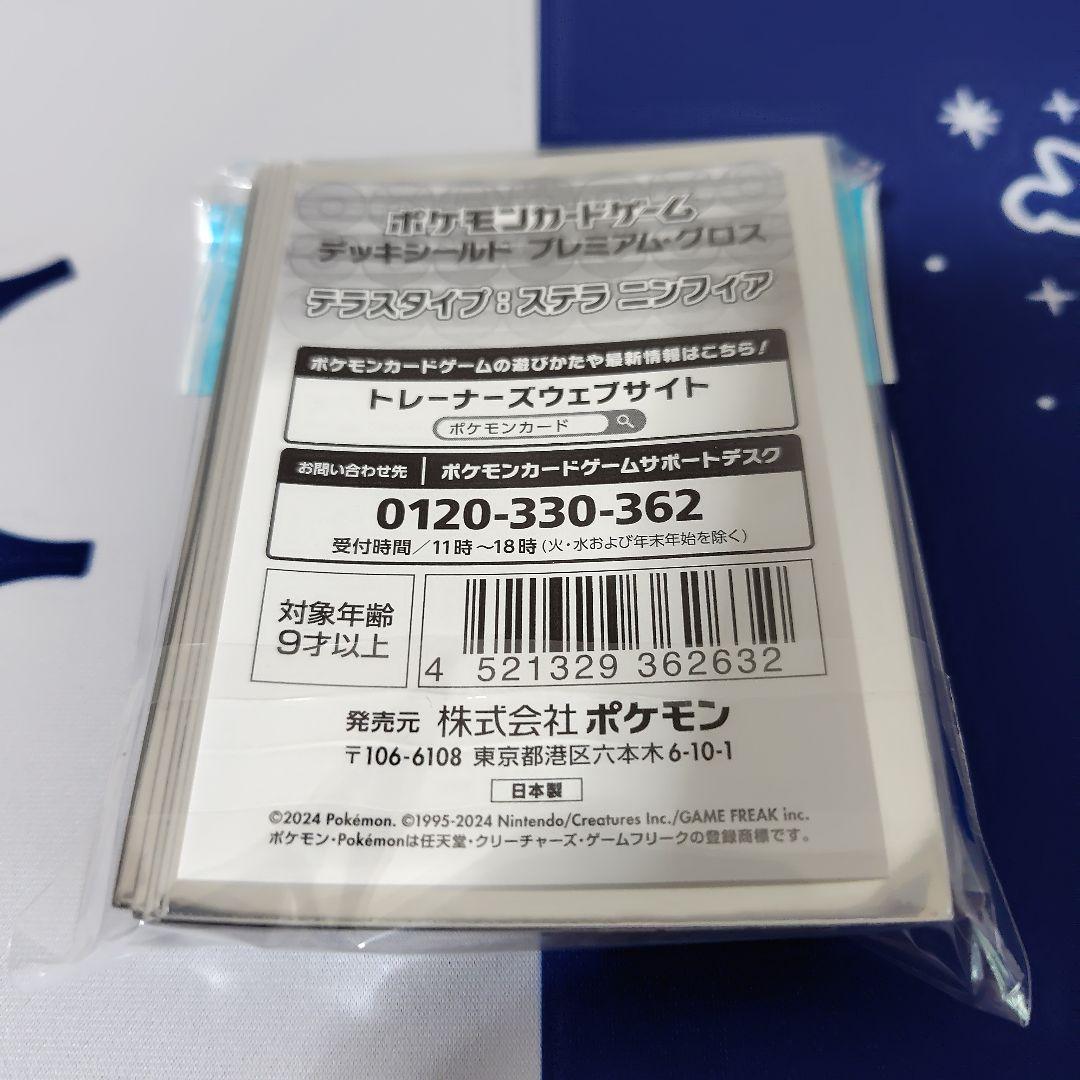 ポケモンカードゲーム
デッキシールド プレミアム・グロス
テラスタイプ：ステラ ニンフィア
ポケモンカードゲームの遊びかたや最新情報はこちら！
トレーナーズウェブサイト
ポケモンカード
お問い合わせ先 ポケモンカードゲームサポートデスク
0120-330-362
受付時間／11時～18時（火・水および年末年始を除く）
対象年齢
9才以上
4 521329 362632
発売元 株式会社 ポケモン
〒106-6108 東京都港区六本木6-10-1
日本製
©2024 Pokémon. ©1995-2024 Nintendo/Creatures Inc./GAME FREAK inc.
ポケモン・Pokémonは任天堂・クリーチャーズ・ゲームフリークの登録商標です。